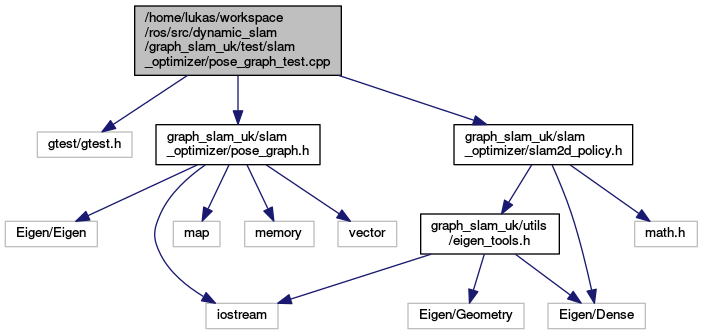 /home/lukas/workspace
/ros/src/dynamic_slam
/graph_slam_uk/test/slam
_optimizer/pose_graph_test.cpp
gtest/gtest.h
graph_slam_uk/slam
_optimizer/pose_graph.h
graph_slam_uk/slam
_optimizer/slam2d_policy.h
Eigen/Eigen
map
memory
vector
graph_slam_uk/utils
/eigen_tools.h
math.h
iostream
Eigen/Geometry
Eigen/Dense